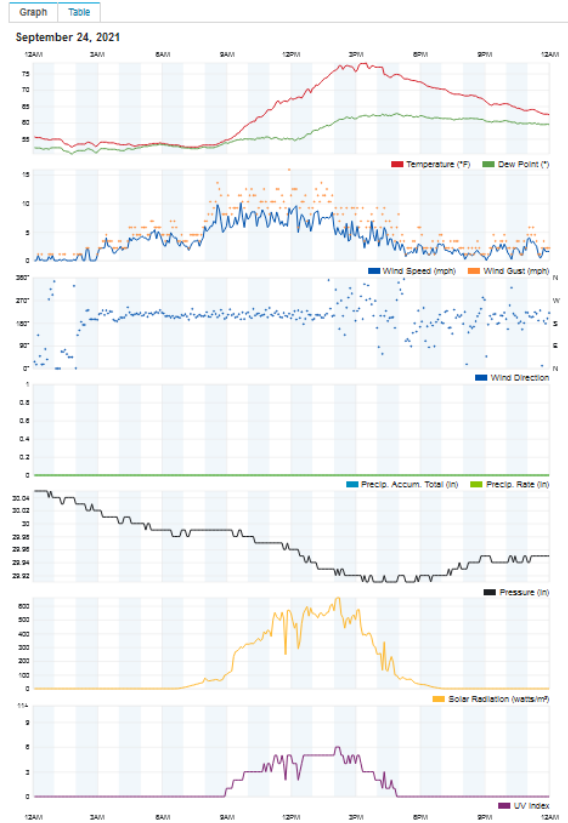 Graph Table
September 24, 2021
12AM 3AM 6AM 9AM 12PM 3PM 6PM 9PM 12AM
75
70
65
60
55
Temperature (°F) Dew Point (°)
15
10
5
0
Wind Speed (mph) Wind Gust (mph)
360° N
270° W
180° S
90° E
0° N
Wind Direction
1
0.8
0.6
0.4
0.2
0
Precip. Accum. Total (in) Precip. Rate (in)
30.04
30.02
30
29.98
29.96
29.94
29.92
Pressure (in)
600
500
400
300
200
100
0
Solar Radiation (watts/m²)
11+
9
6
3
0
12AM 3AM 6AM 9AM 12PM 3PM 6PM 9PM 12AM
UV Index